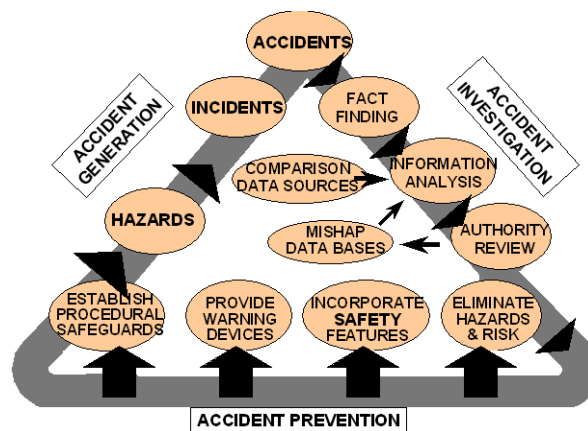 ACCIDENTS
INCIDENTS
FACT
FINDING
ACCIDENT
GENERATION
ACCIDENT
INVESTIGATION
COMPARISON
DATA SOURCES
INFORMATION
ANALYSIS
HAZARDS
MISHAP
DATA BASES
AUTHORITY
REVIEW
ESTABLISH
PROCEDURAL
SAFEGUARDS
PROVIDE
WARNING
DEVICES
INCORPORATE
SAFETY
FEATURES
ELIMINATE
HAZARDS
& RISK
ACCIDENT PREVENTION